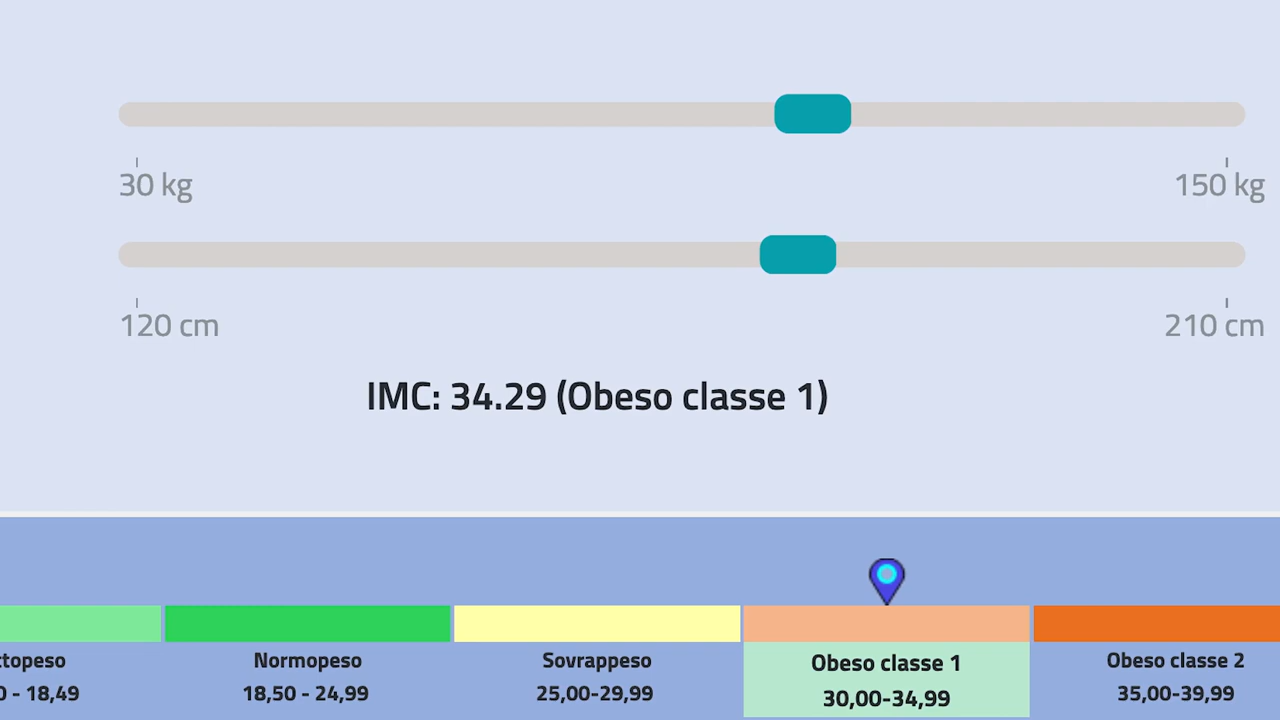 30 kg 150 kg
120 cm 210 cm
IMC: 34.29 (Obeso classe 1)
Normopeso Sovrappeso Obeso classe 1 Obeso classe 2
18,49 18,50 - 24,99 25,00-29,99 30,00-34,99 35,00-39,99